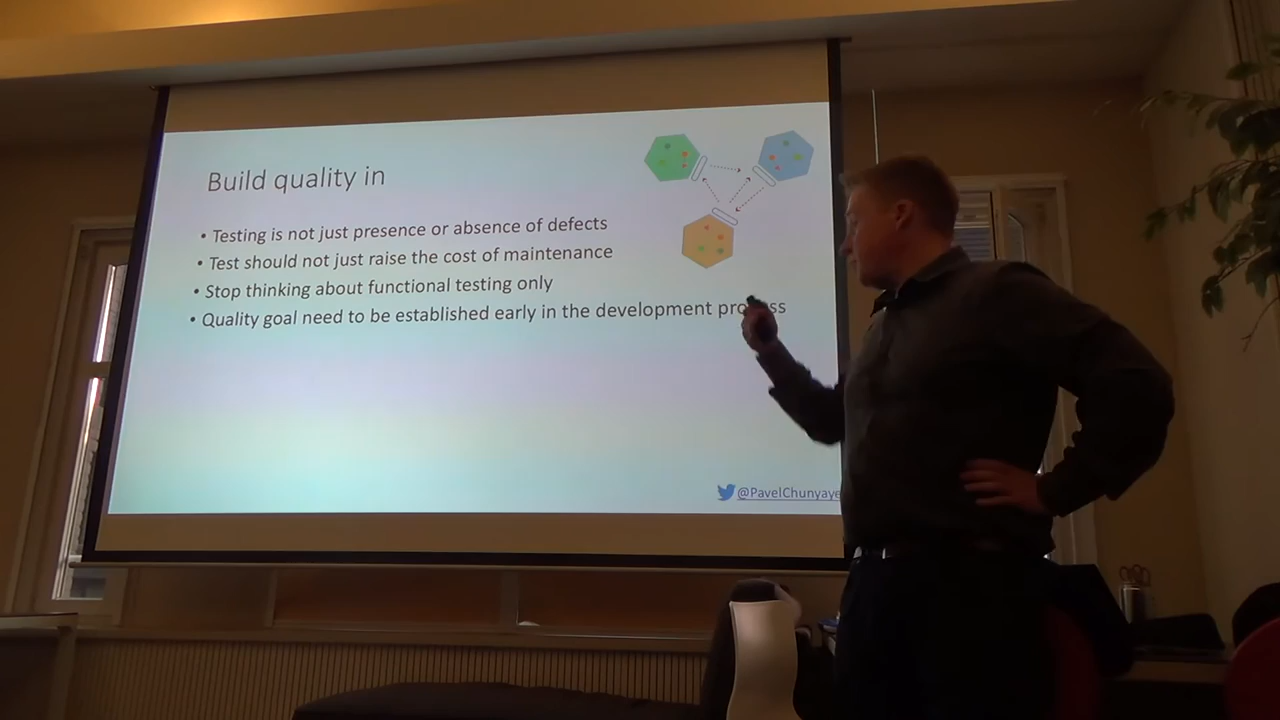 Build quality in
• Testing is not just presence or absence of defects
• Test should not just raise the cost of maintenance
• Stop thinking about functional testing only
• Quality goal need to be established early in the development process
@PavelChunyaye